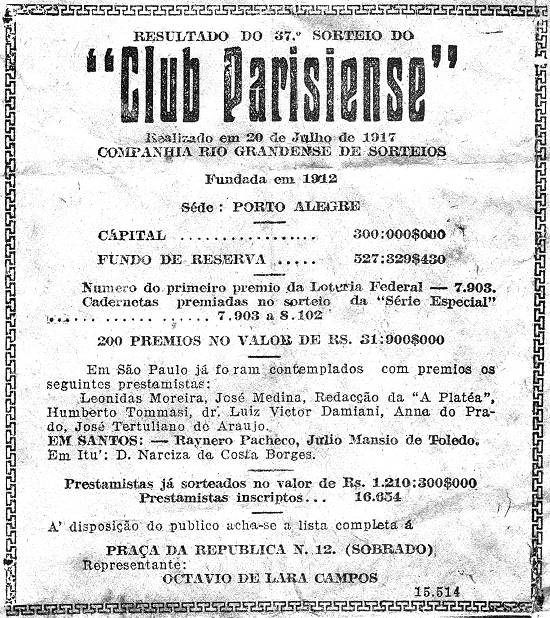 RESULTADO DO 37.º SORTEIO DO
"Club Parisiense"
Realizado em 20 de Julho de 1917
COMPANHIA RIO GRANDENSE DE SORTEIOS
Fundada em 1912
Séde : PORTO ALEGRE
CÁPITAL ................ 300:000$000
FUNDO DE RESERVA ..... 527:329$430
Numero do primeiro premio da Loteria Federal — 7.903.
Cadernetas premiadas no sorteio da "Série Especial"
...... ...... ...... 7.903 a 8.102
200 PREMIOS NO VALOR DE RS. 31:900$000
Em São Paulo já foram contemplados com premios os
seguintes prestamistas:
Leonidas Moreira, José Medina, Redacção da "A Platéa",
Humberto Tommasi, dr. Luiz Victor Damiani, Anna do Pra-
do, José Tertuliano de Araujo.
EM SANTOS: — Raynero Pacheco, Julio Mansio de Toledo.
Em Itu': D. Narciza de Costa Borges.
Prestamistas já sorteados no valor de Rs. 1.210:300$000
Prestamistas inscriptos... 16.654
A' disposição do publico acha-se a lista completa á
PRAÇA DA REPUBLICA N. 12. (SOBRADO)
Representante:
OCTAVIO DE LARA CAMPOS
15.514